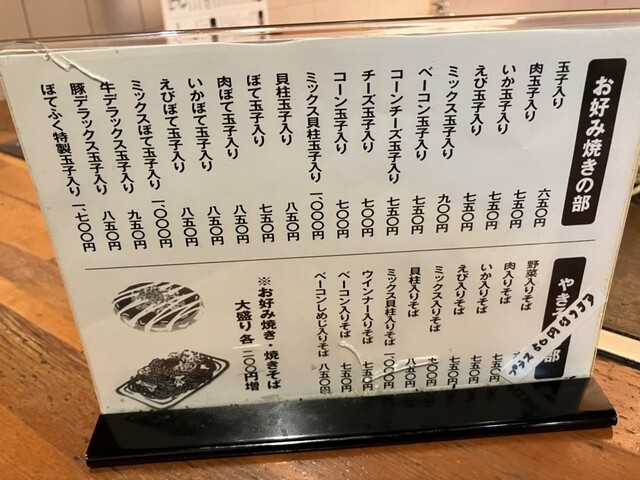 お好み焼きの部
玉子入り 六五〇円
肉玉子入り 七五〇円
いか玉子入り 七五〇円
えび玉子入り 七五〇円
ミックス玉子入り 九〇〇円
ベーコン玉子入り 七五〇円
コーンチーズ玉子入り 七五〇円
チーズ玉子入り 七〇〇円
コーン玉子入り 七〇〇円
ミックス貝柱玉子入り 一、〇〇〇円
貝柱玉子入り 八五〇円
ぼて玉子入り 七五〇円
肉ぼて玉子入り 八五〇円
いかぼて玉子入り 八五〇円
えびぼて玉子入り 八五〇円
ミックスぼて玉子入り 一、〇〇〇円
牛デラックス玉子入り 九五〇円
豚デラックス玉子入り 八五〇円
ぼてふく特製玉子入り 一、七〇〇円
やきそ
部
プラス50円
野菜入りそば
肉入りそば
いか入りそば 七五
えび入りそば 七五〇
ミックス入りそば 七五〇
貝柱入りそば 〇〇円
ミックス貝柱入りそば 八五〇
ウインナー入りそば 一、〇〇〇円
ベーコン入りそば 七五〇円
ベーコンしめじ入りそば 八五〇円
※お好み焼き・焼きそば
大盛り各二〇〇円増